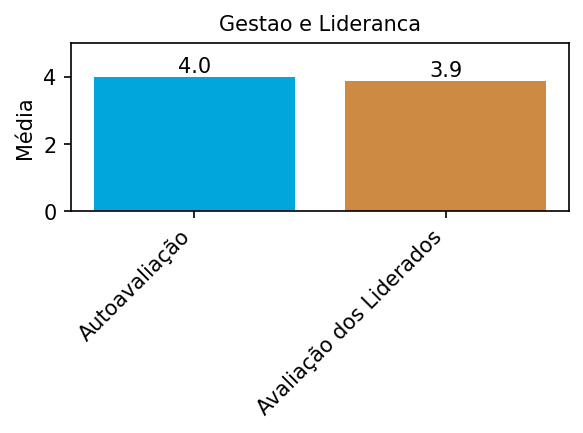 Gestao e Lideranca
4.0
3.9
4
2
0
Média
Autoavaliação
Avaliação dos Liderados